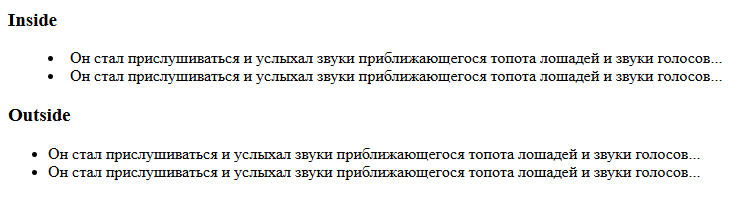 Inside
• Он стал прислушиваться и услыхал звуки приближающегося топота лошадей и звуки голосов...
• Он стал прислушиваться и услыхал звуки приближающегося топота лошадей и звуки голосов...
Outside
• Он стал прислушиваться и услыхал звуки приближающегося топота лошадей и звуки голосов...
• Он стал прислушиваться и услыхал звуки приближающегося топота лошадей и звуки голосов...